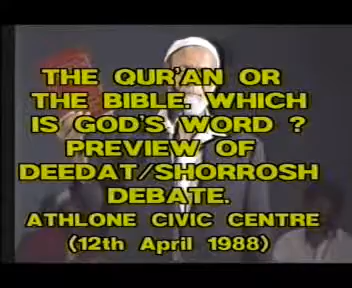 THE QUR'AN OR
THE BIBLE. WHICH
IS GOD'S WORD ?
PREVIEW OF
DEEDAT/SHORROSH
DEBATE.
ATHLONE CIVIC CENTRE
(12th April 1988)